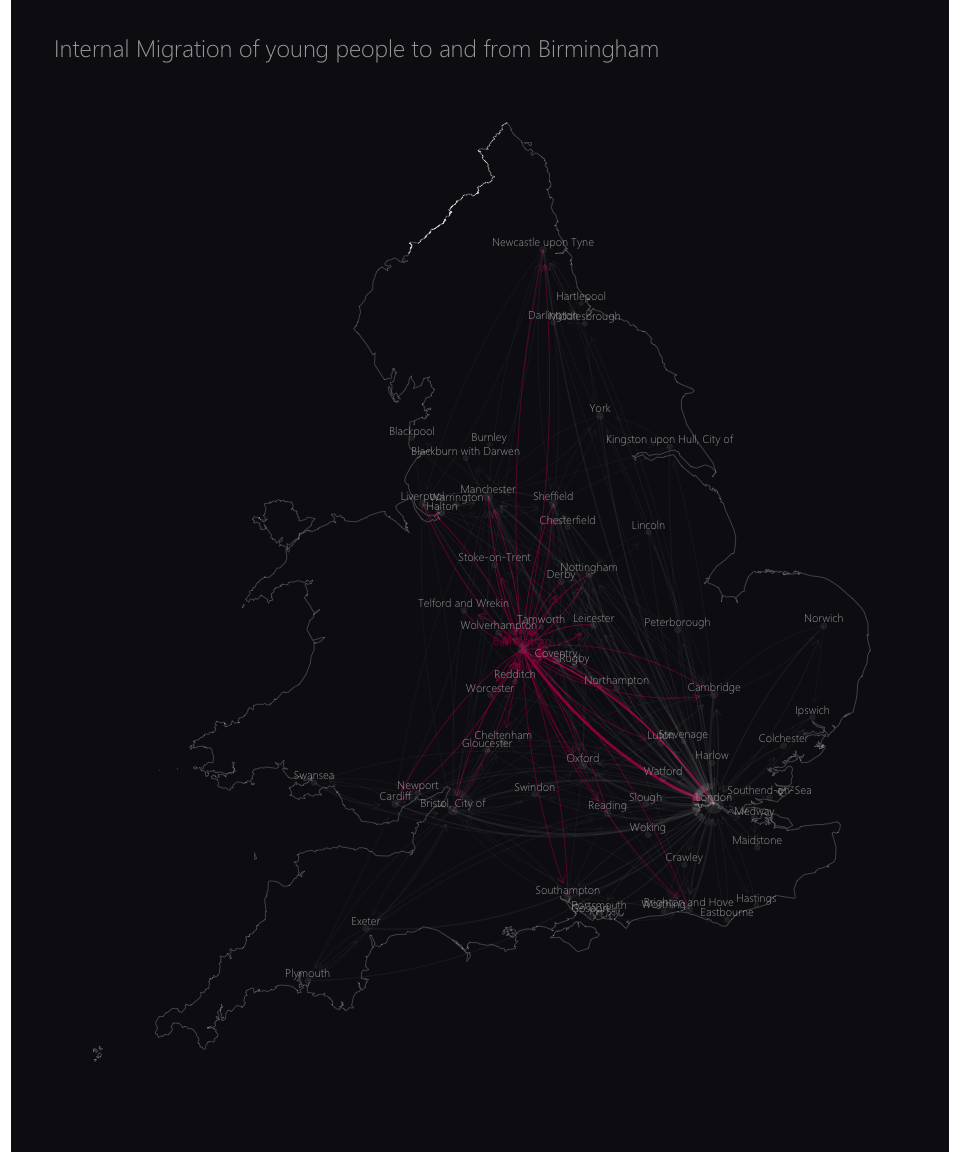 Internal Migration of young people to and from Birmingham
Newcastle upon Tyne
Hartlepool
Darlington
Middlesbrough
York
Blackpool
Burnley
Kingston upon Hull, City of
Blackburn with Darwen
Manchester
Liverpool
Warrington
Sheffield
Halton
Chesterfield
Lincoln
Stoke-on-Trent
Nottingham
Derby
Telford and Wrekin
Tamworth
Leicester
Norwich
Wolverhampton
Peterborough
Birmingham
Coventry
Rugby
Redditch
Northampton
Worcester
Cambridge
Ipswich
Cheltenham
Luton
Stevenage
Colchester
Gloucester
Harlow
Oxford
Watford
Swansea
Newport
Swindon
Southend-on-Sea
Cardiff
Slough
London
Bristol, City of
Reading
Medway
Woking
Maidstone
Crawley
Southampton
Hastings
Brighton and Hove
Worthing
Portsmouth
Gosport
Eastbourne
Exeter
Plymouth